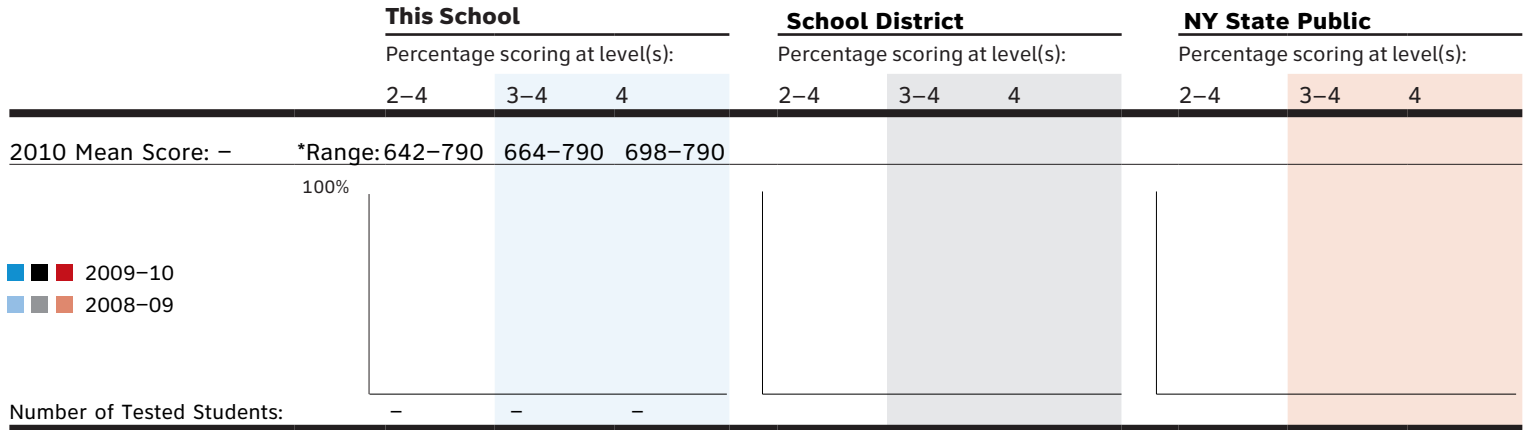 This School School District NY State Public
Percentage scoring at level(s): Percentage scoring at level(s): Percentage scoring at level(s):
2–4 3–4 4 2–4 3–4 4 2–4 3–4 4
2010 Mean Score: – *Range: 642–790 664–790 698–790
100%
2009–10
2008–09
Number of Tested Students: – – –